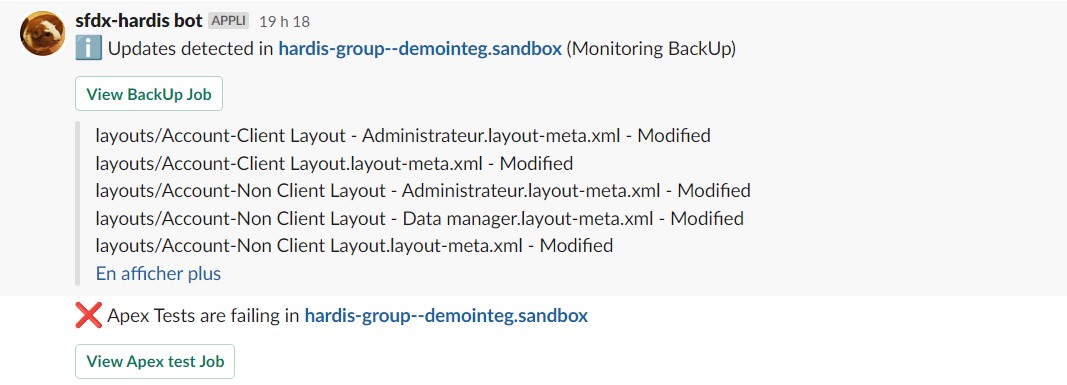 sfdx-hardis bot APPLI 19 h 18
ℹ️ Updates detected in hardis-group--demointeg.sandbox (Monitoring BackUp)
View BackUp Job
layouts/Account-Client Layout - Administrateur.layout-meta.xml - Modified
layouts/Account-Client Layout.layout-meta.xml - Modified
layouts/Account-Non Client Layout - Administrateur.layout-meta.xml - Modified
layouts/Account-Non Client Layout - Data manager.layout-meta.xml - Modified
layouts/Account-Non Client Layout.layout-meta.xml - Modified
En afficher plus
❌ Apex Tests are failing in hardis-group--demointeg.sandbox
View Apex test Job